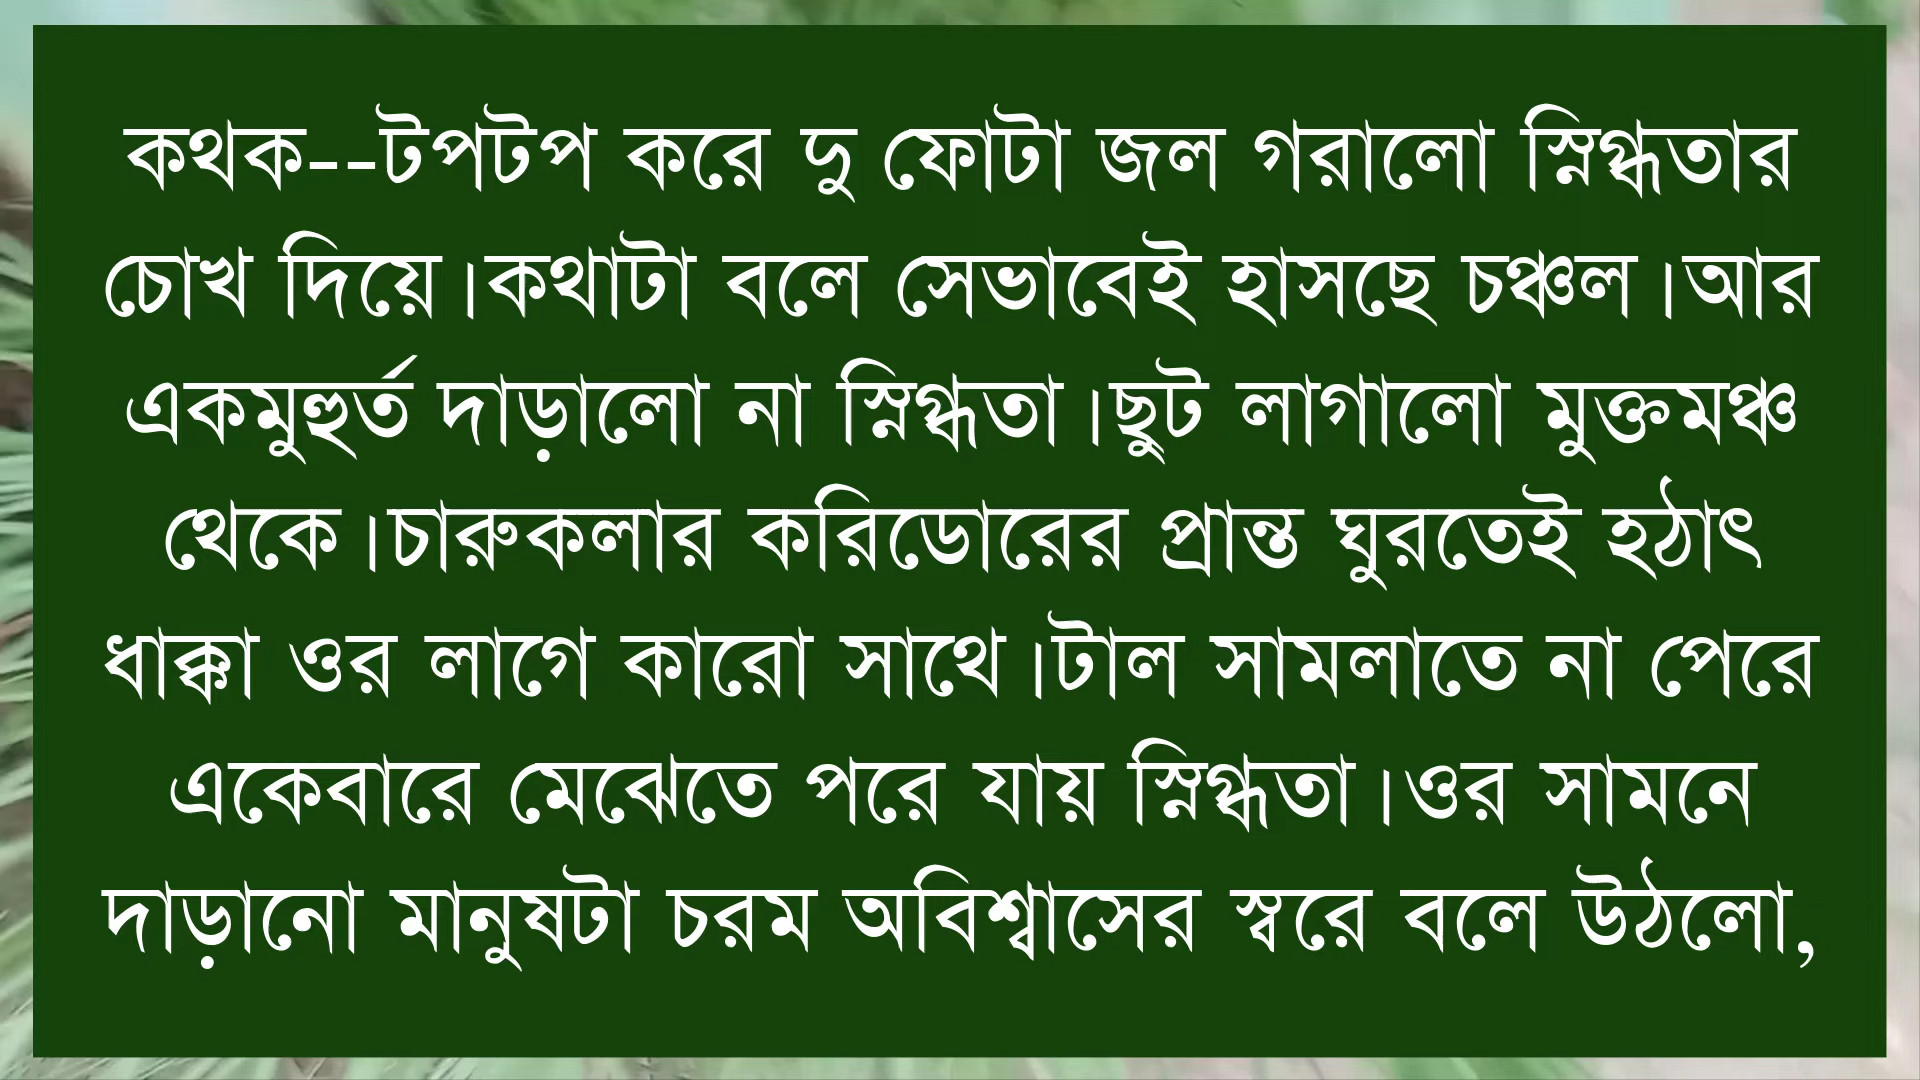 কথক--টপটপ করে দু ফোটা জল গরালো স্নিগ্ধতার
চোখ দিয়ে।কথাটা বলে সেভাবেই হাসছে চঞ্চল।আর
একমুহুর্ত দাড়ালো না স্নিগ্ধতা।ছুট লাগালো মুক্তমঞ্চ
থেকে।চারুকলার করিডোরের প্রান্ত ঘুরতেই হঠাৎ
ধাক্কা ওর লাগে কারো সাথে।টাল সামলাতে না পেরে
একেবারে মেঝেতে পরে যায় স্নিগ্ধতা।ওর সামনে
দাড়ানো মানুষটা চরম অবিশ্বাসের স্বরে বলে উঠলো,